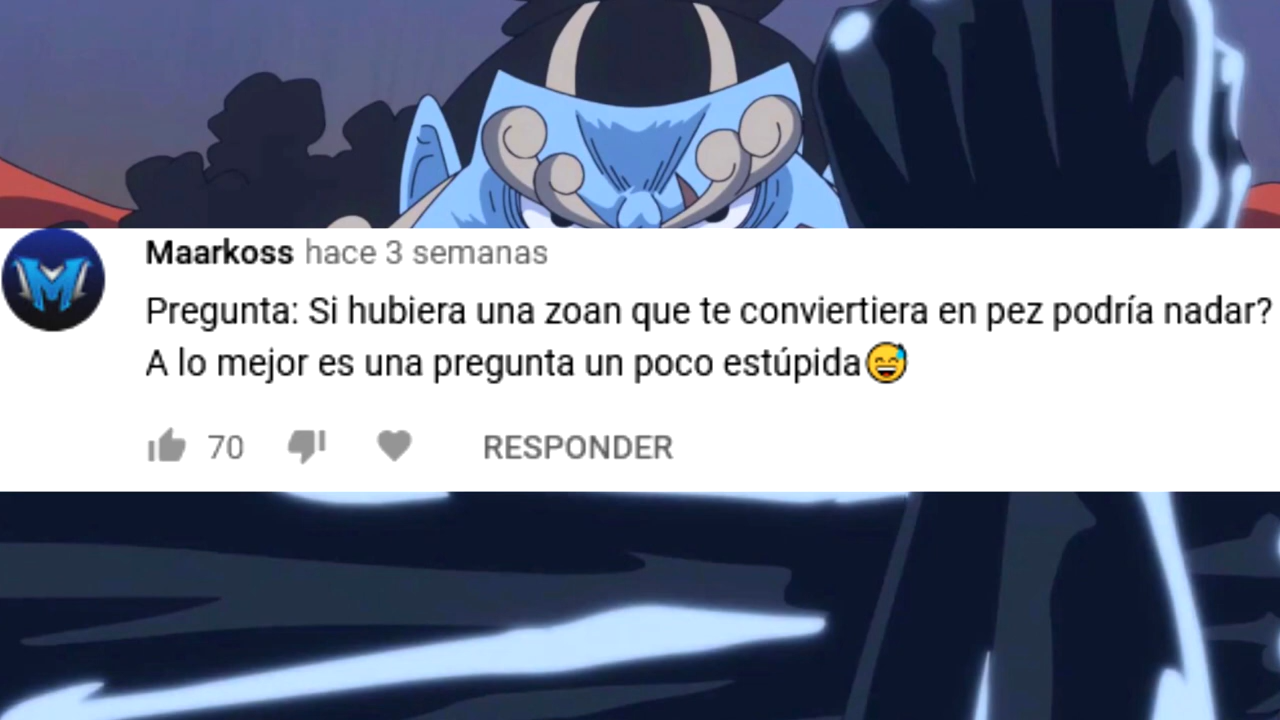 Maarkoss hace 3 semanas
Pregunta: Si hubiera una zoan que te conviertiera en pez podría nadar?
A lo mejor es una pregunta un poco estúpida😅
70 RESPONDER